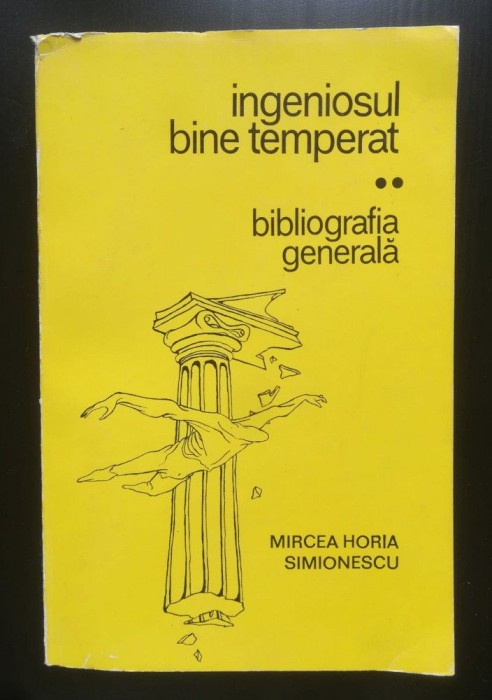 ingeniosul
bine temperat
●●
bibliografia
generală
MIRCEA HORIA
SIMIONESCU